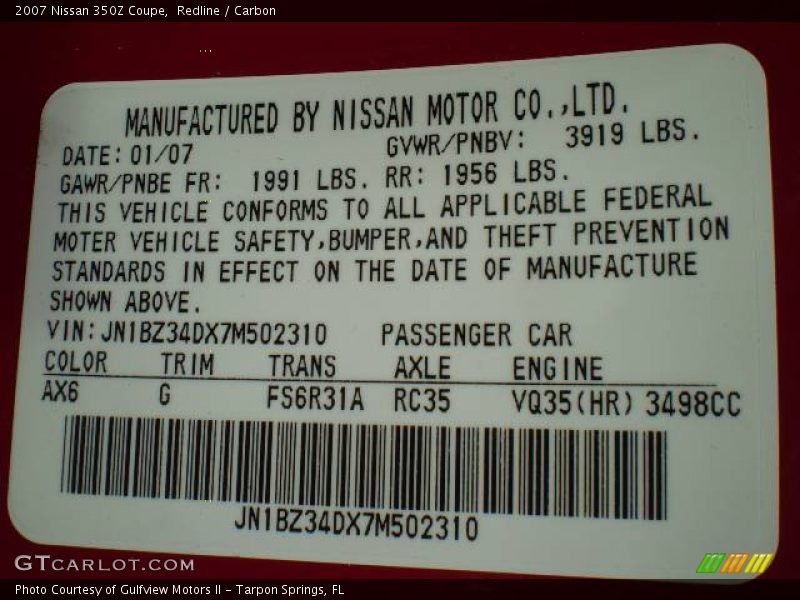 2007 Nissan 350Z Coupe,  Redline / Carbon
MANUFACTURED BY NISSAN MOTOR CO.,LTD.
DATE: 01/07 GVWR/PNBV: 3919 LBS.
GAWR/PNBE FR: 1991 LBS. RR: 1956 LBS.
THIS VEHICLE CONFORMS TO ALL APPLICABLE FEDERAL
MOTER VEHICLE SAFETY,BUMPER,AND THEFT PREVENTION
STANDARDS IN EFFECT ON THE DATE OF MANUFACTURE
SHOWN ABOVE.
VIN: JN1BZ34DX7M502310 PASSENGER CAR
COLOR TRIM TRANS AXLE ENGINE
AX6 G FS6R31A RC35 VQ35(HR) 3498CC
JN1BZ34DX7M502310
GTCARLOT.COM
Photo Courtesy of Gulfview Motors II - Tarpon Springs, FL